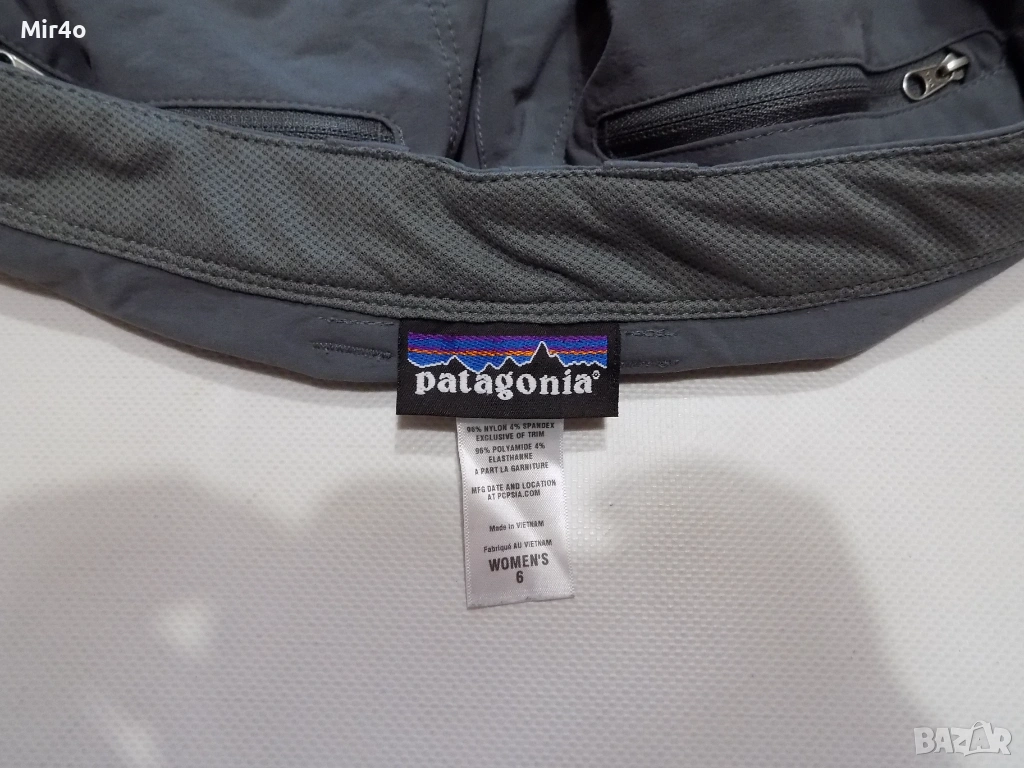 Mir4o
patagonia®
96% NYLON 4% SPANDEX
EXCLUSIVE OF TRIM
96% POLYAMIDE 4%
ELASTHANNE
A PART LA GARNITURE
MFG DATE AND LOCATION
AT PCPSIA.COM
Made in VIETNAM
Fabriqué AU VIETNAM
WOMEN'S
6
BAZAR